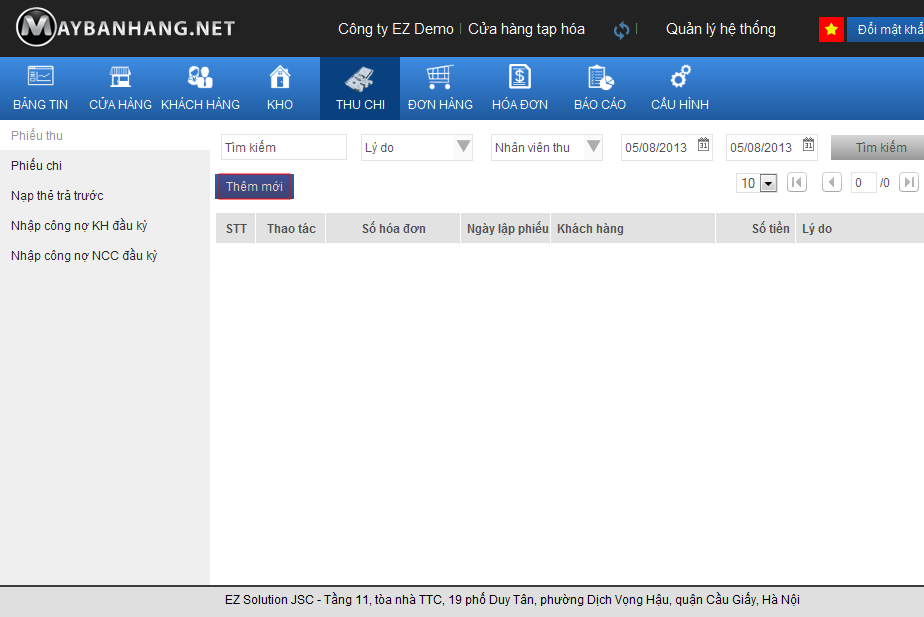 MAYBANHANG.NET Công ty EZ Demo | Cửa hàng tạp hóa | Quản lý hệ thống Đổi mật khẩ
BẢNG TIN CỬA HÀNG KHÁCH HÀNG KHO THU CHI ĐƠN HÀNG HÓA ĐƠN BÁO CÁO CẤU HÌNH
Phiếu thu
Phiếu chi
Nạp thẻ trả trước
Nhập công nợ KH đầu kỳ
Nhập công nợ NCC đầu kỳ
Tìm kiếm Lý do Nhân viên thu 05/08/2013 31 05/08/2013 31 Tìm kiếm
Thêm mới 10 0 /0
STT Thao tác Số hóa đơn Ngày lập phiếu Khách hàng Số tiền Lý do
EZ Solution JSC - Tầng 11, tòa nhà TTC, 19 phố Duy Tân, phường Dịch Vọng Hậu, quận Cầu Giấy, Hà Nội